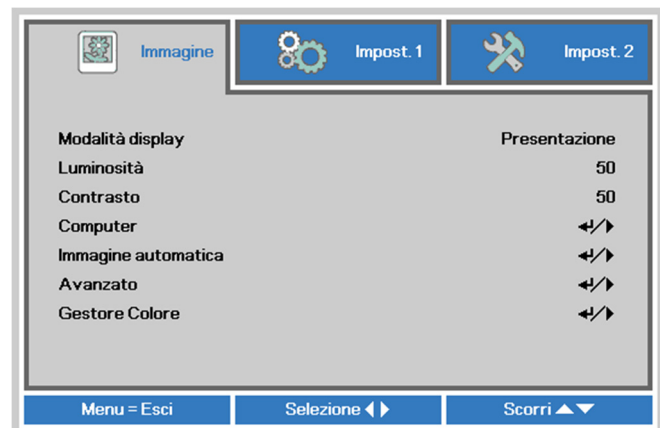 Immagine Impost. 1 Impost. 2
Modalità display Presentazione
Luminosità 50
Contrasto 50
Computer ↵/▶
Immagine automatica ↵/▶
Avanzato ↵/▶
Gestore Colore ↵/▶
Menu = Esci Selezione ◀ ▶ Scorri ▲▼